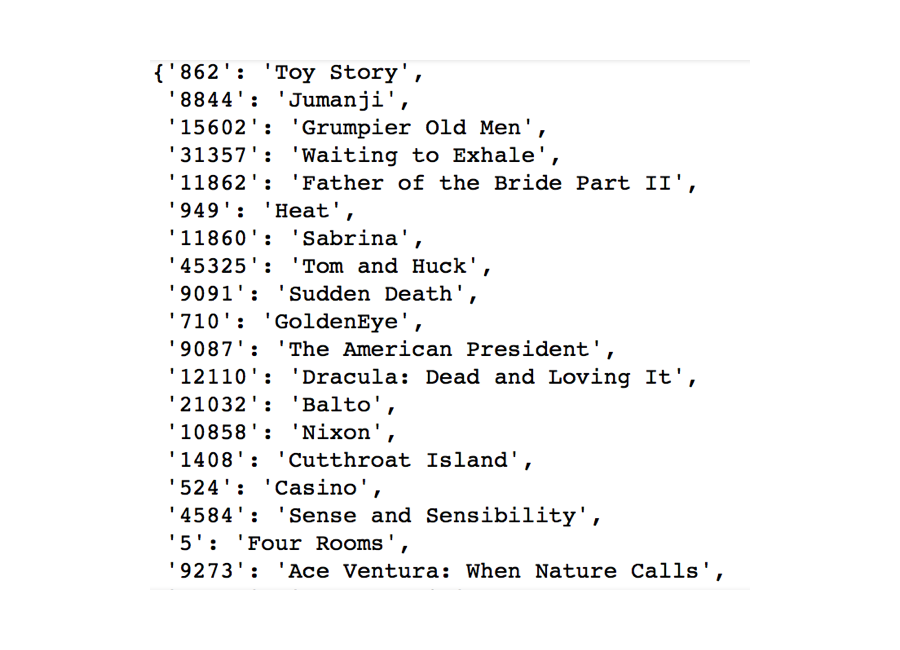 {'862': 'Toy Story',
'8844': 'Jumanji',
'15602': 'Grumpier Old Men',
'31357': 'Waiting to Exhale',
'11862': 'Father of the Bride Part II',
'949': 'Heat',
'11860': 'Sabrina',
'45325': 'Tom and Huck',
'9091': 'Sudden Death',
'710': 'GoldenEye',
'9087': 'The American President',
'12110': 'Dracula: Dead and Loving It',
'21032': 'Balto',
'10858': 'Nixon',
'1408': 'Cutthroat Island',
'524': 'Casino',
'4584': 'Sense and Sensibility',
'5': 'Four Rooms',
'9273': 'Ace Ventura: When Nature Calls',